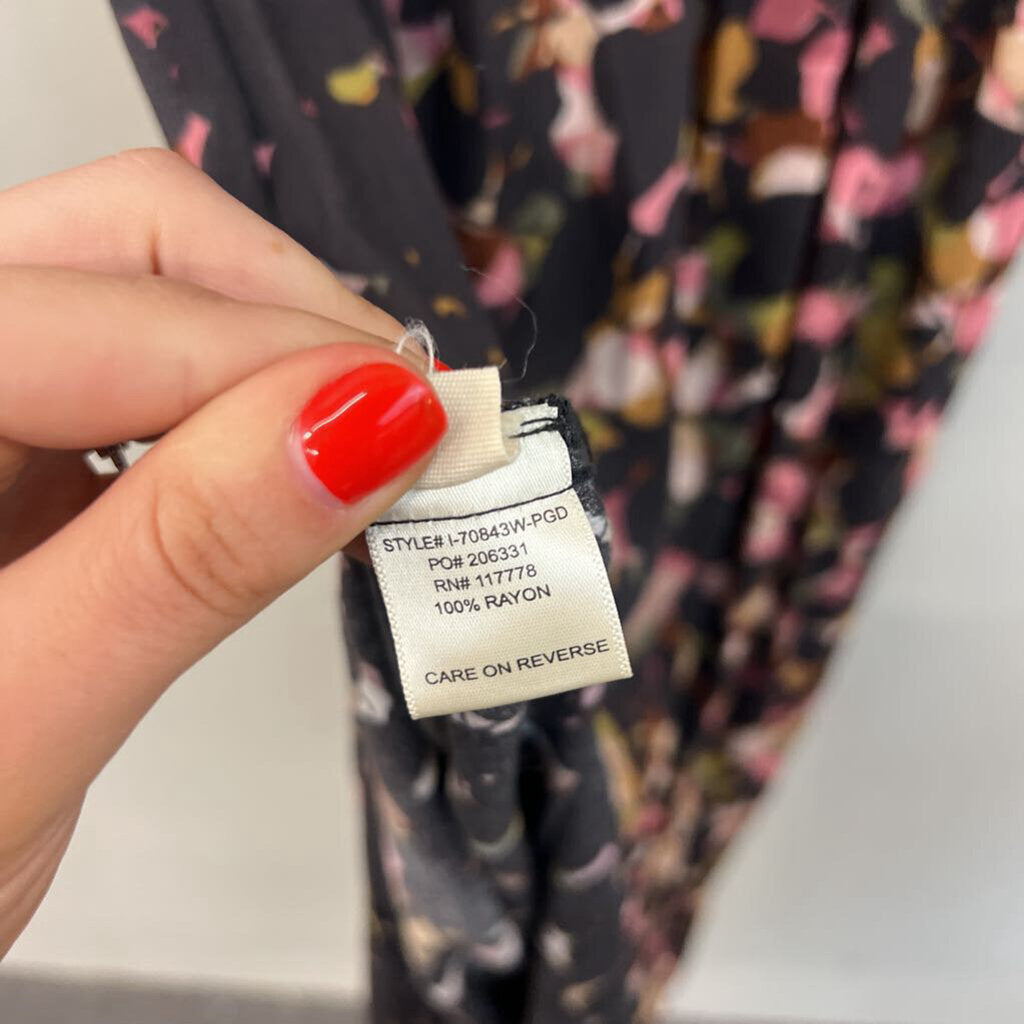 STYLE# I-70843W-PGD
PO# 206331
RN# 117778
100% RAYON
CARE ON REVERSE